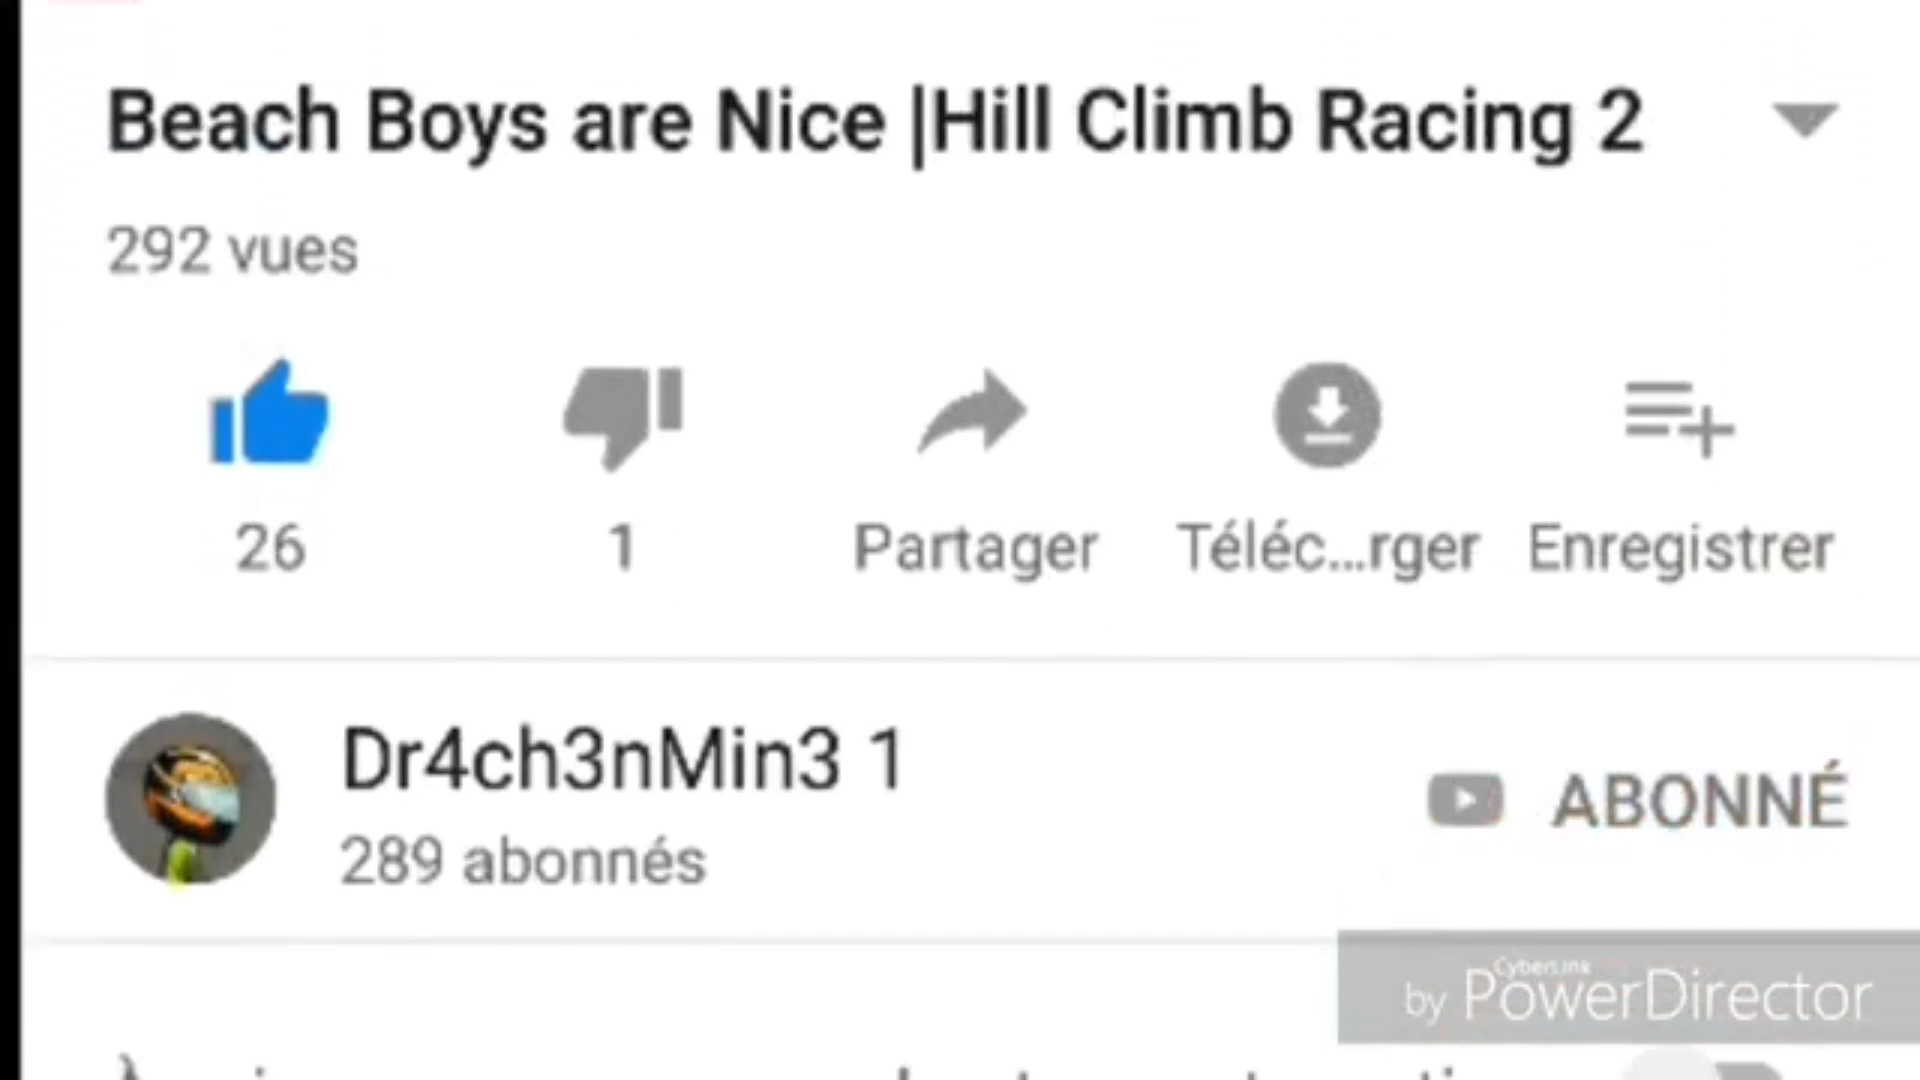 Beach Boys are Nice |Hill Climb Racing 2
292 vues
26 1 Partager Téléc...rger Enregistrer
Dr4ch3nMin3 1
ABONNÉ
289 abonnés
by CyberLink PowerDirector